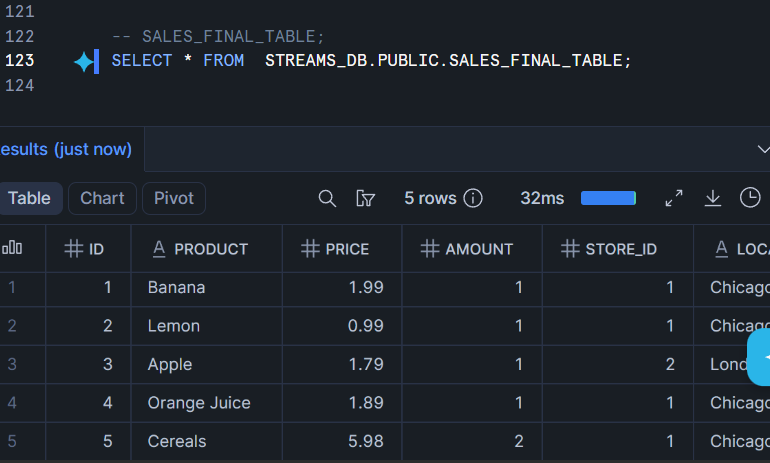 121
122 -- SALES_FINAL_TABLE;
123 SELECT * FROM STREAMS_DB.PUBLIC.SALES_FINAL_TABLE;
124
esults (just now)
Table Chart Pivot 5 rows 32ms
# ID A PRODUCT # PRICE # AMOUNT # STORE_ID A LOCA
1 1 Banana 1.99 1 1 Chicago
2 2 Lemon 0.99 1 1 Chicago
3 3 Apple 1.79 1 2 Lond
4 4 Orange Juice 1.89 1 1 Chicago
5 5 Cereals 5.98 2 1 Chicago